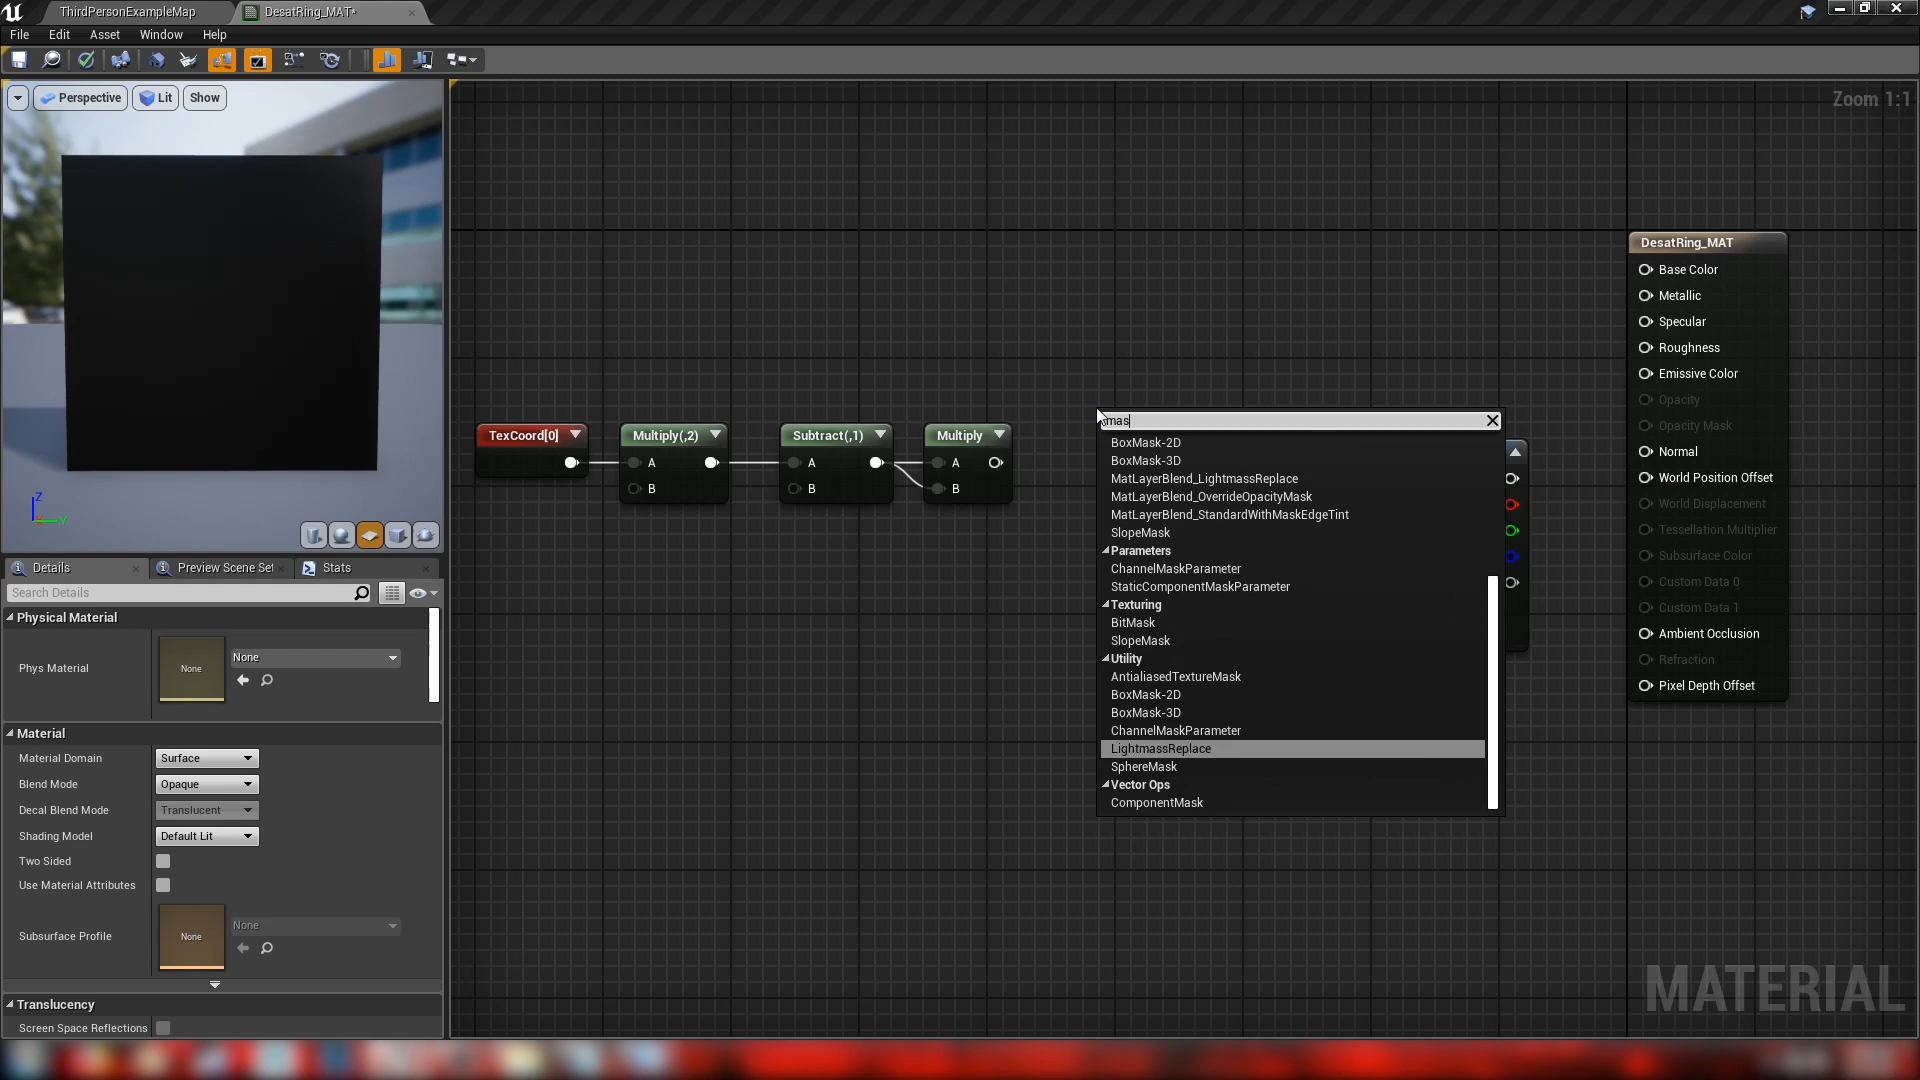 ThirdPersonExampleMap
DesatRing_MAT*
File Edit Asset Window Help
Perspective Lit Show
Zoom 1:1
Z
Y
Details
Preview Scene Set
Stats
Search Details
Physical Material
Phys Material
None
None
Material
Material Domain
Surface
Blend Mode
Opaque
Decal Blend Mode
Translucent
Shading Model
Default Lit
Two Sided
Use Material Attributes
Subsurface Profile
None
None
Translucency
Screen Space Reflections
TexCoord[0]
Multiply(,2)
A
B
Subtract(,1)
A
B
Multiply
A
B
mas
BoxMask-2D
BoxMask-3D
MatLayerBlend_LightmassReplace
MatLayerBlend_OverrideOpacityMask
MatLayerBlend_StandardWithMaskEdgeTint
SlopeMask
Parameters
ChannelMaskParameter
StaticComponentMaskParameter
Texturing
BitMask
SlopeMask
Utility
AntialiasedTextureMask
BoxMask-2D
BoxMask-3D
ChannelMaskParameter
LightmassReplace
SphereMask
Vector Ops
ComponentMask
DesatRing_MAT
Base Color
Metallic
Specular
Roughness
Emissive Color
Opacity
Opacity Mask
Normal
World Position Offset
World Displacement
Tessellation Multiplier
Subsurface Color
Custom Data 0
Custom Data 1
Ambient Occlusion
Refraction
Pixel Depth Offset
MATERIAL